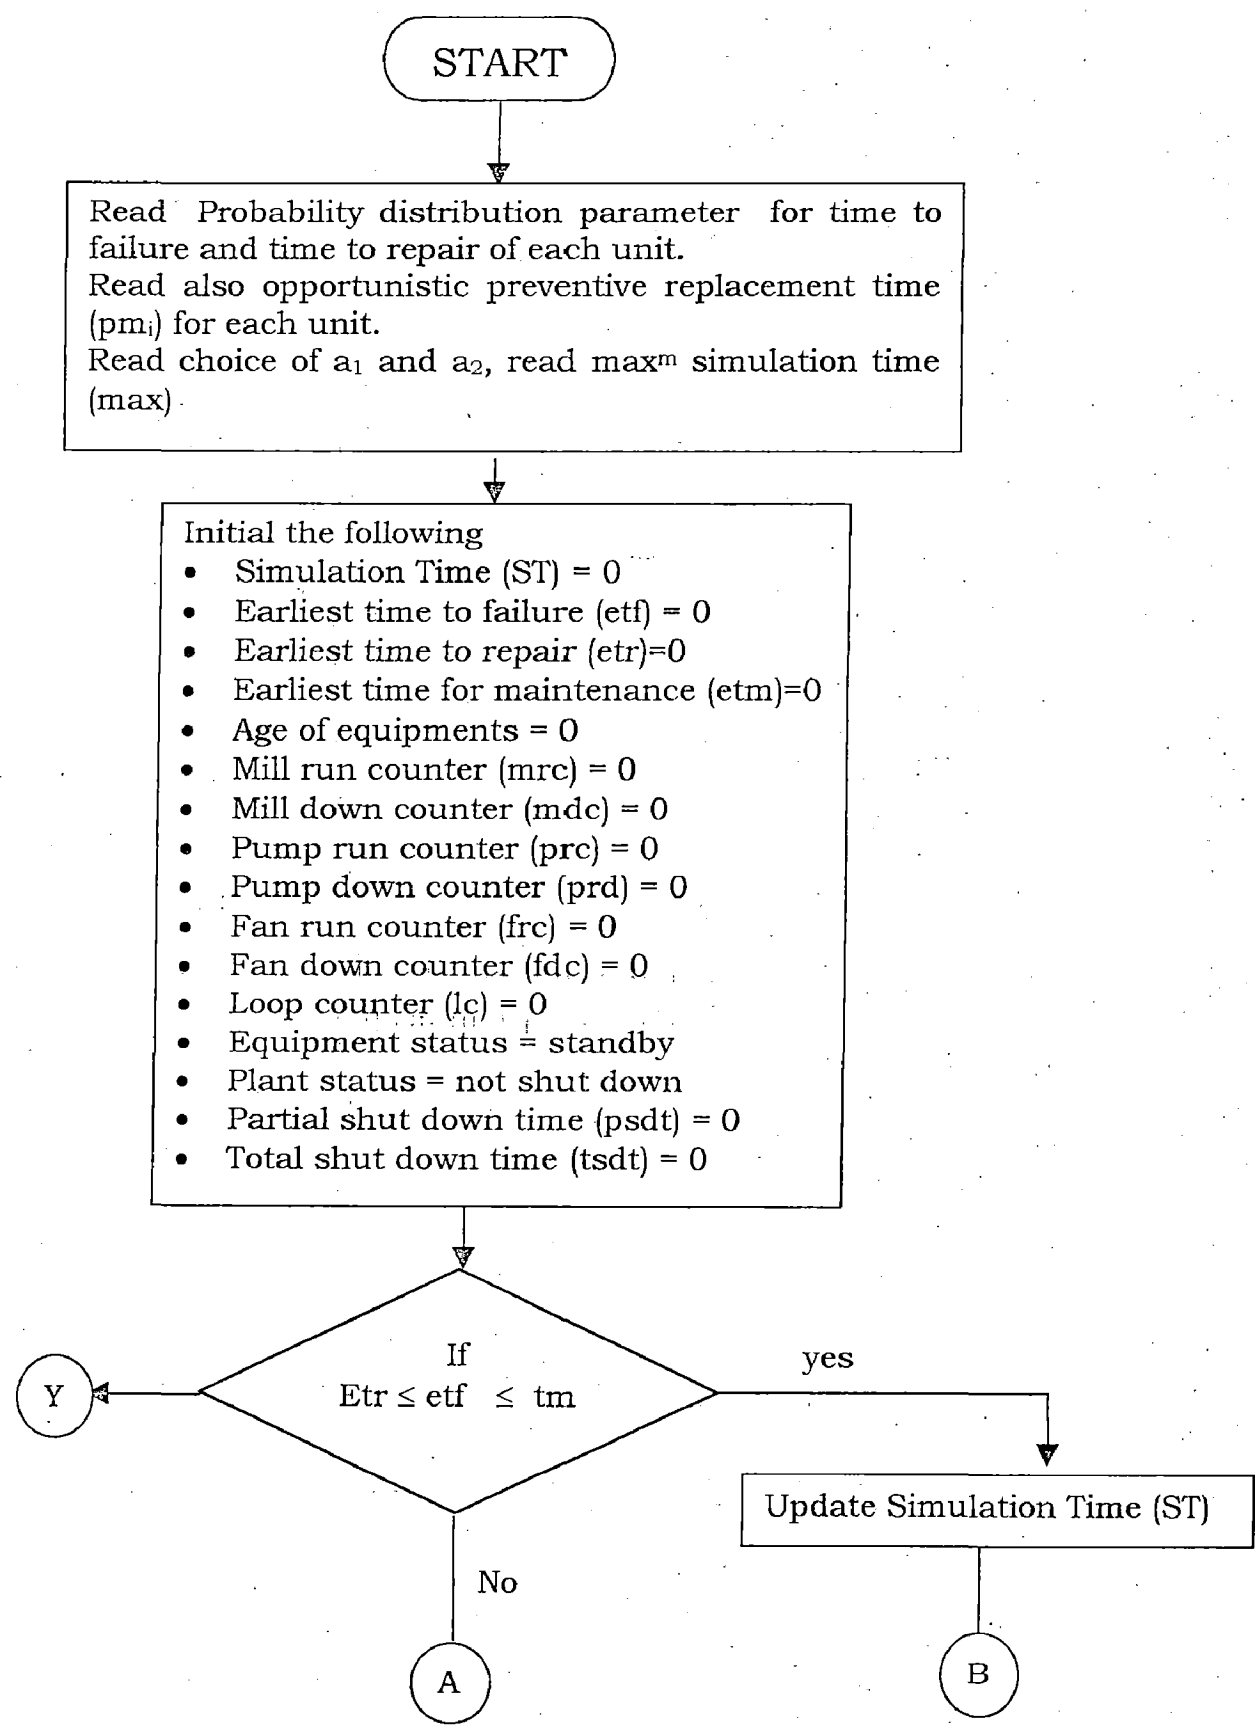 START
Read Probability distribution parameter for time to
failure and time to repair of each unit.
Read also opportunistic preventive replacement time
(pmi) for each unit.
Read choice of a1 and a2, read maxm simulation time
(max)
Initial the following
• Simulation Time (ST) = 0
• Earliest time to failure (etf) = 0
• Earliest time to repair (etr)=0
• Earliest time for maintenance (etm)=0
• Age of equipments = 0
• Mill run counter (mrc) = 0
• Mill down counter (mdc) = 0
• Pump run counter (prc) = 0
• Pump down counter (prd) = 0
• Fan run counter (frc) = 0
• Fan down counter (fdc) = 0
• Loop counter (lc) = 0
• Equipment status = standby
• Plant status = not shut down
• Partial shut down time (psdt) = 0
• Total shut down time (tsdt) = 0
If
Etr ≤ etf ≤ tm
yes
Y
Update Simulation Time (ST)
No
A
B